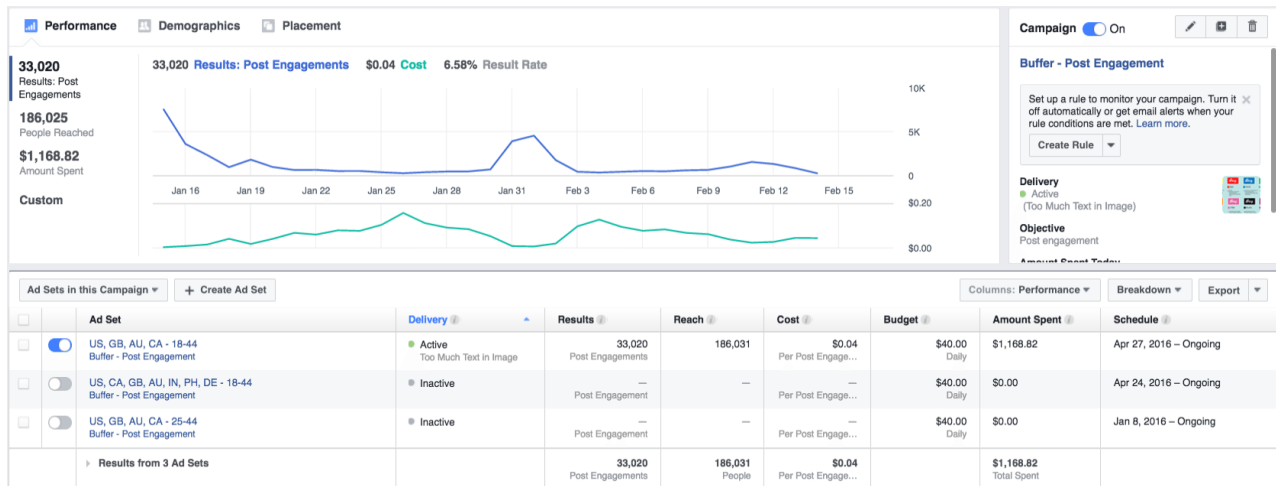 Performance Demographics Placement
33,020
Results: Post
Engagements
186,025
People Reached
$1,168.82
Amount Spent
Custom
33,020 Results: Post Engagements $0.04 Cost 6.58% Result Rate
10K
5K
0
Jan 16 Jan 19 Jan 22 Jan 25 Jan 28 Jan 31 Feb 3 Feb 6 Feb 9 Feb 12 Feb 15
$0.20
$0.00
Campaign On
Buffer - Post Engagement
Set up a rule to monitor your campaign. Turn it
off automatically or get email alerts when your
rule conditions are met. Learn more.
Create Rule
Delivery
Active
(Too Much Text in Image)
Objective
Post engagement
Amount Spent Today
Ad Sets in this Campaign + Create Ad Set Columns: Performance Breakdown Export
Ad Set Delivery Results Reach Cost Budget Amount Spent Schedule
US, GB, AU, CA - 18-44 Active 33,020 186,031 $0.04 $40.00 $1,168.82 Apr 27, 2016 – Ongoing
Buffer - Post Engagement Too Much Text in Image Post Engagements Per Post Engage... Daily
US, CA, GB, AU, IN, PH, DE - 18-44 Inactive — — — $40.00 $0.00 Apr 24, 2016 – Ongoing
Buffer - Post Engagement Post Engagement Per Post Engage... Daily
US, GB, AU, CA - 25-44 Inactive — — — $40.00 $0.00 Jan 8, 2016 – Ongoing
Buffer - Post Engagement Post Engagement Per Post Engage... Daily
Results from 3 Ad Sets 33,020 186,031 $0.04 $1,168.82
Post Engagements People Per Post Engage... Total Spent